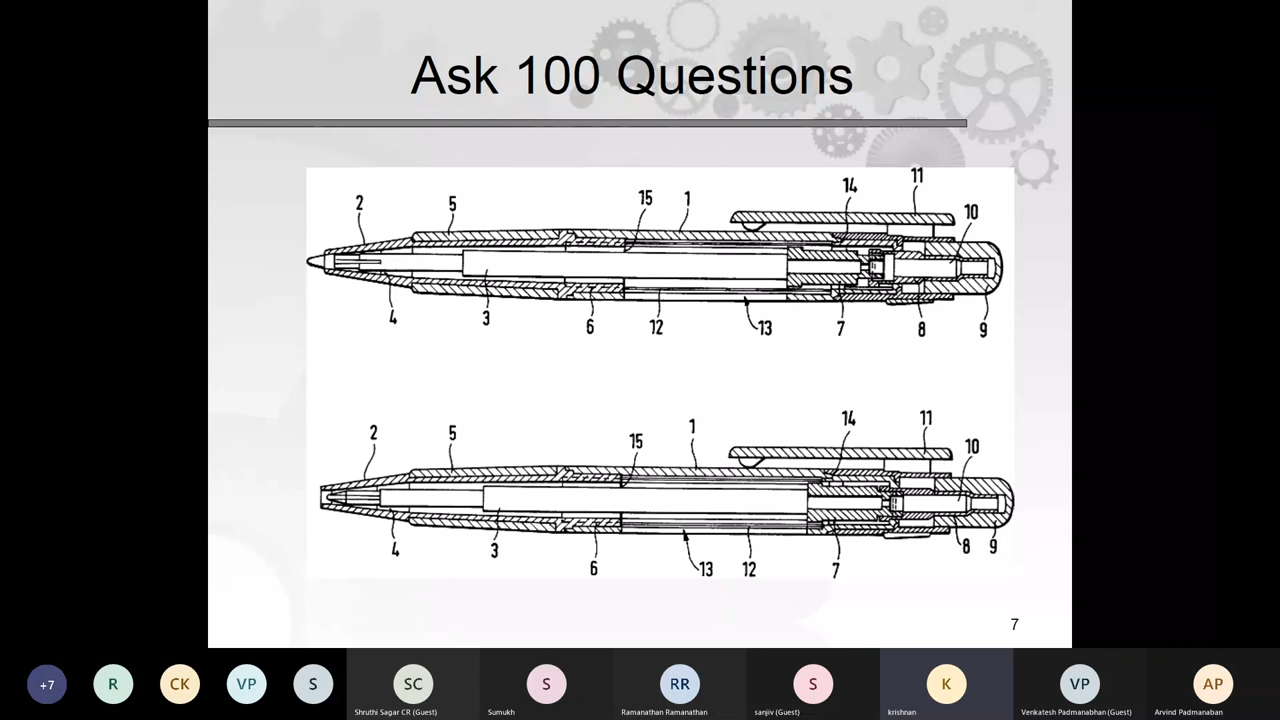 Ask 100 Questions
2 5 15 1 14 11 10
4 3 6 12 13 7 8 9
2 5 15 1 14 11 10
4 3 6 13 12 7 8 9
7
+7 R CK VP S SC S RR S K VP AP
Shruthi Sagar CR (Guest) Sumukh Ramanathan Ramanathan sanjiv (Guest) krishnan Venkatesh Padmanabhan (Guest) Arvind Padmanaban